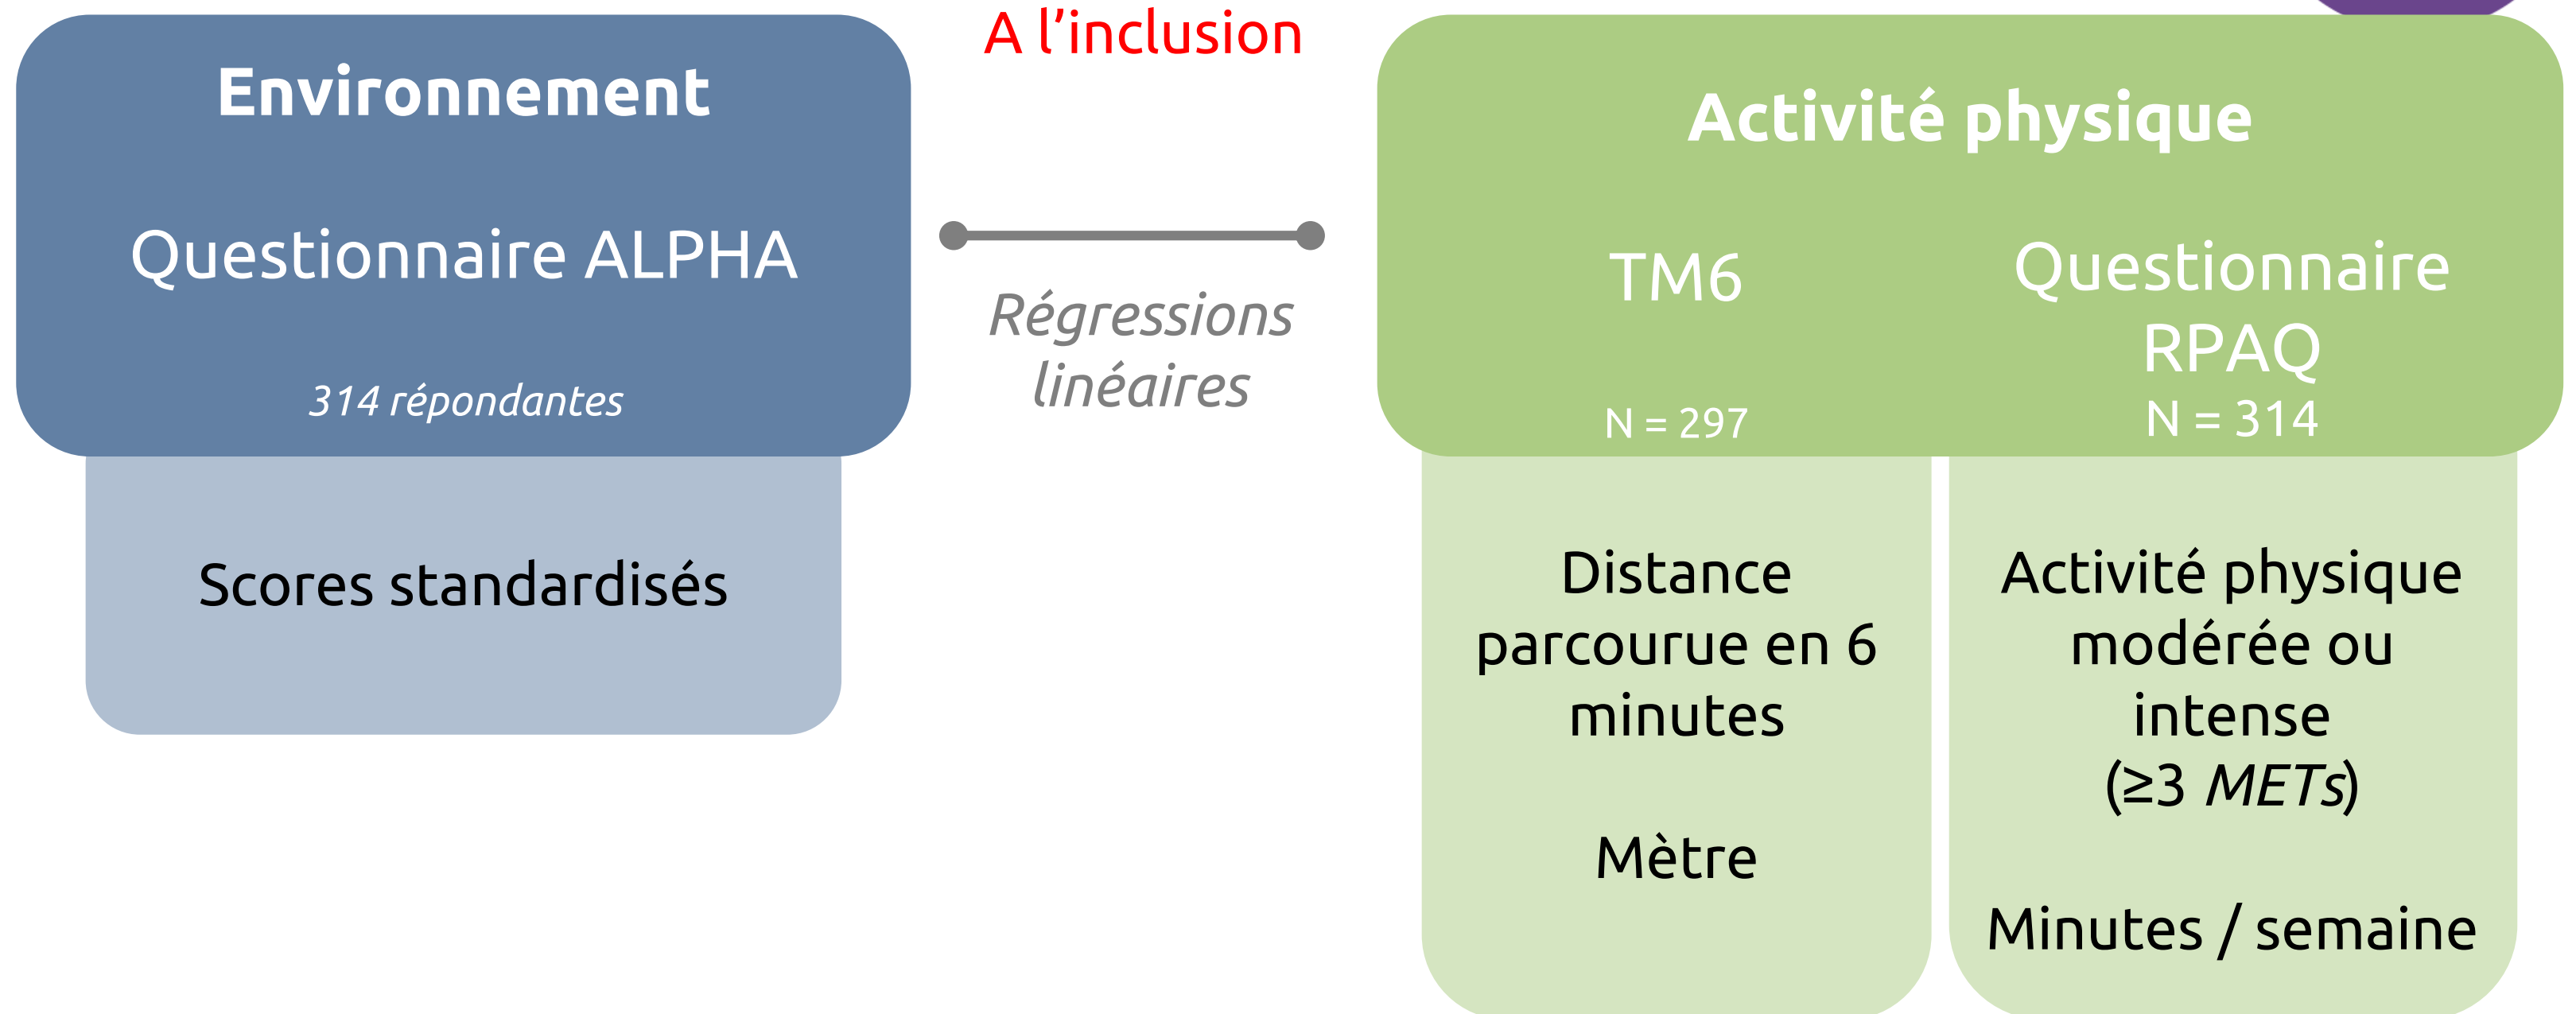 A l’inclusion
Environnement
Questionnaire ALPHA
314 répondantes
Scores standardisés
Régressions
linéaires
Activité physique
TM6
N = 297
Questionnaire
RPAQ
N = 314
Distance
parcourue en 6
minutes
Mètre
Activité physique
modérée ou
intense
(≥3 METs)
Minutes / semaine